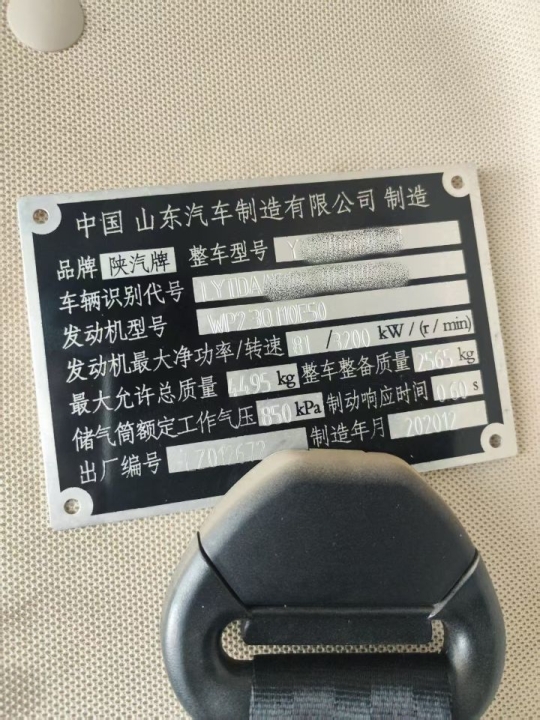 中国 山东汽车制造有限公司 制造
品牌 陕汽牌 整车型号 Y
车辆识别代号
发动机型号
发动机最大净功率/转速 81 /3200 kW/(r/min)
最大允许总质量 4495 kg 整车整备质量 2565 kg
储气筒额定工作气压 850 kPa 制动响应时间 0.60 s
出厂编号 制造年月 202012